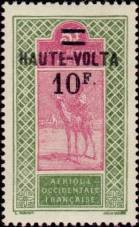 HAUTE-VOLTA
10F.
AFRIQUE
OCCIDENTALE
FRANÇAISE